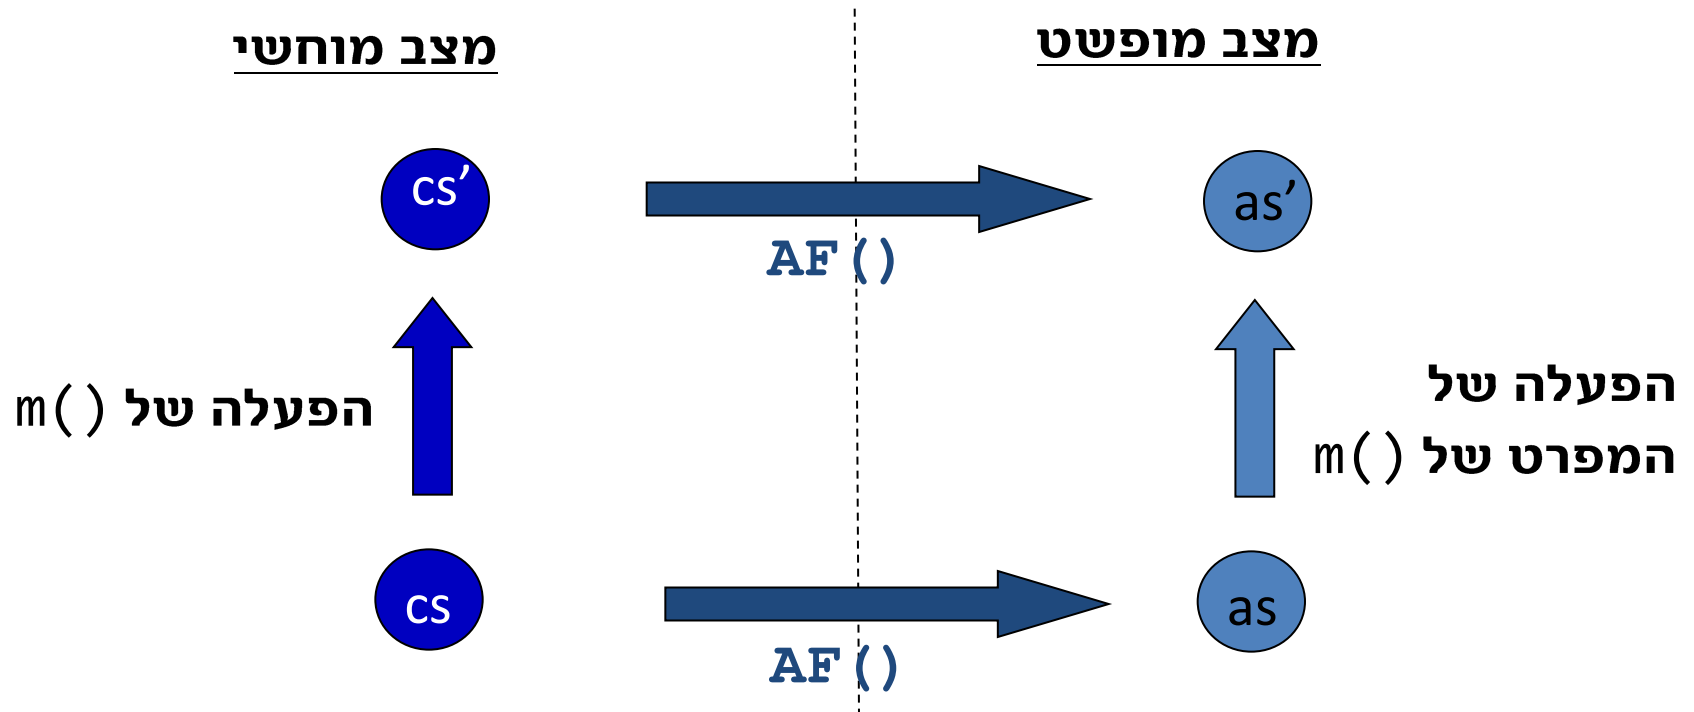 מצב מופשט
מצב מוחשי
cs’
as’
AF()
הפעלה של m()
הפעלה של
המפרט של m()
cs
as
AF()